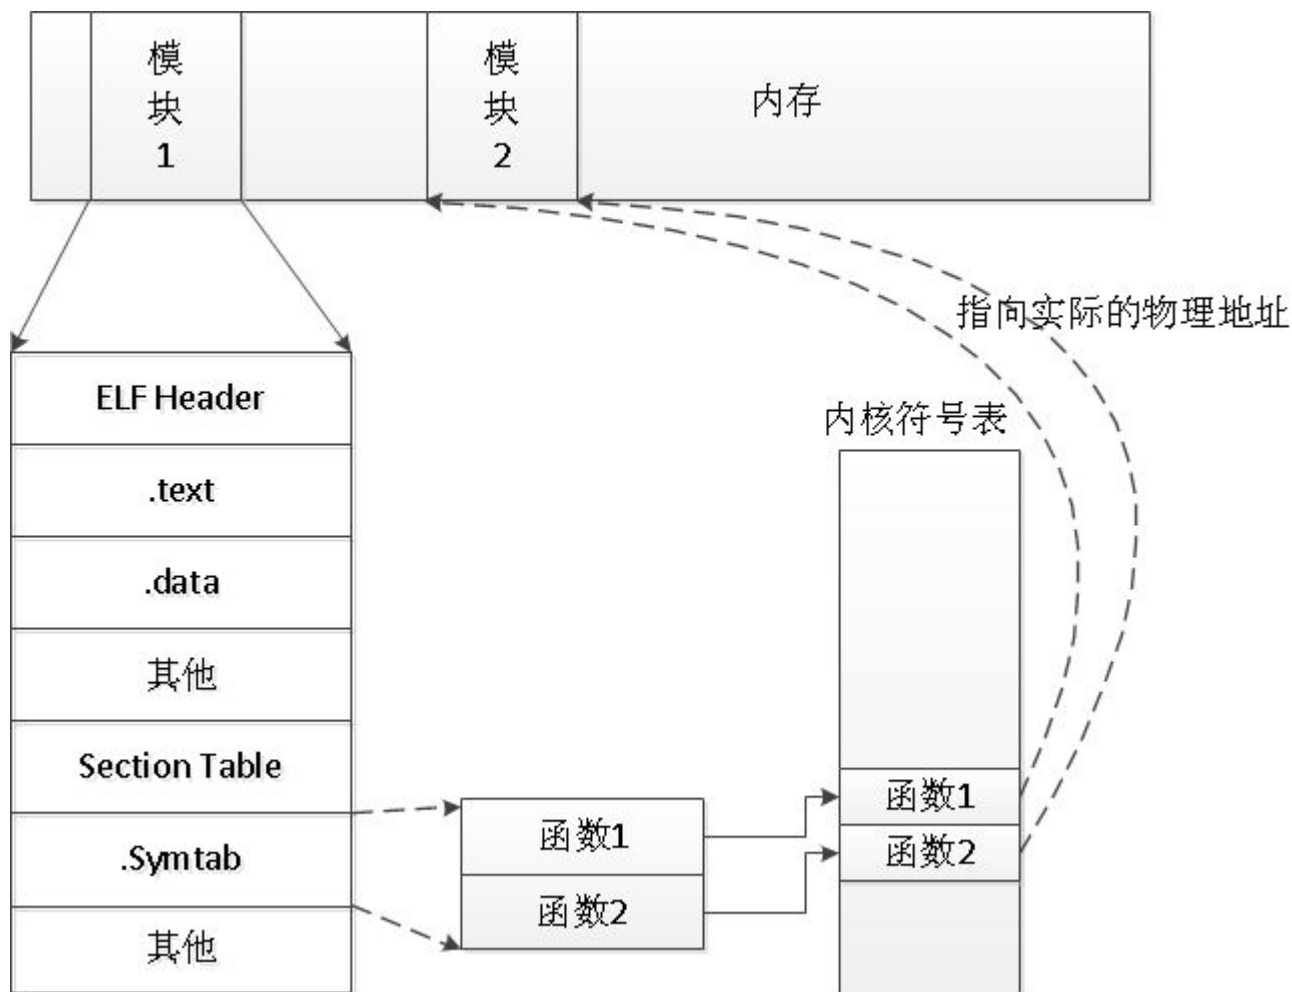 模
块
1
模
块
2
内存
指向实际的物理地址
内核符号表
ELF Header
.text
.data
其他
Section Table
.Symtab
其他
函数1
函数2
函数1
函数2